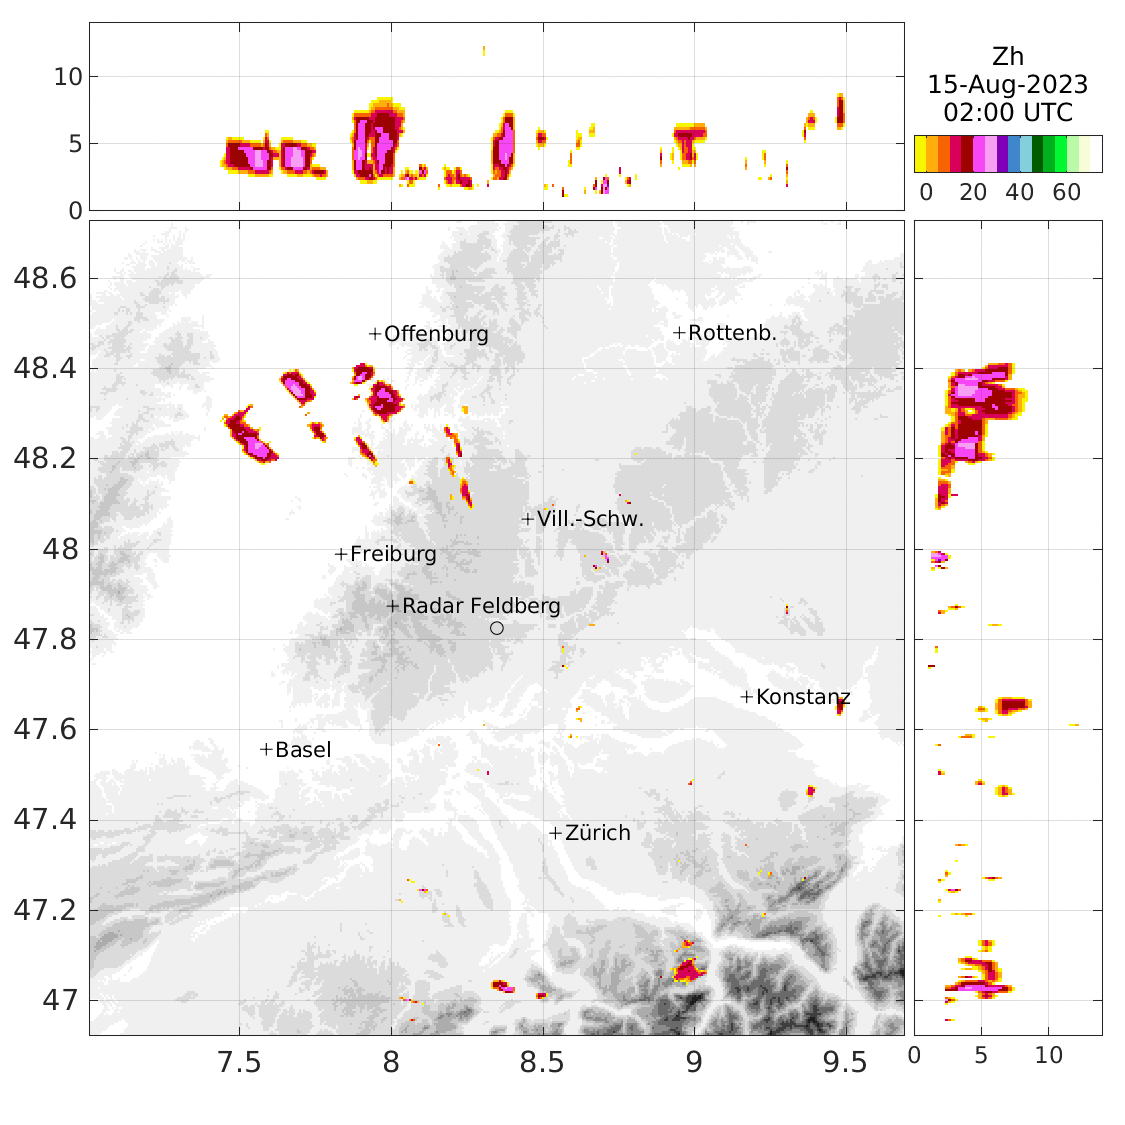 10
5
0
Zh
15-Aug-2023
02:00 UTC
0 20 40 60
48.6
48.4
48.2
48
47.8
47.6
47.4
47.2
47
+Offenburg
+Rottenb.
+Vill.-Schw.
+Freiburg
+Radar Feldberg
+Konstanz
+Basel
+Zürich
7.5 8 8.5 9 9.5
0 5 10